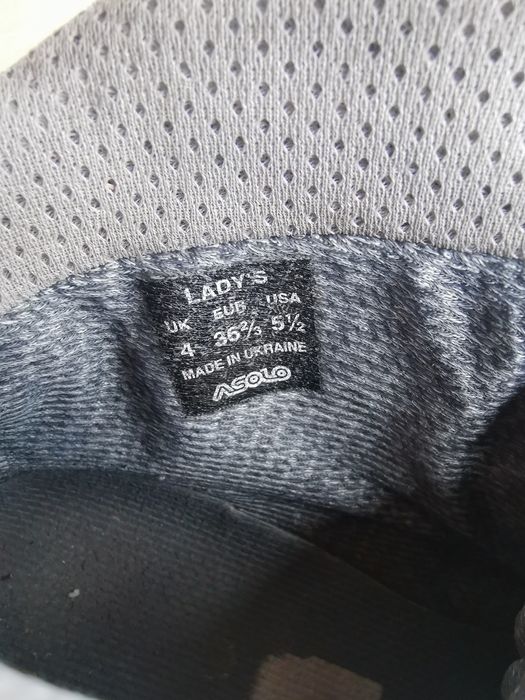 LADY'S
UK EUR USA
4 36⅔ 5½
MADE IN UKRAINE
ASOLO